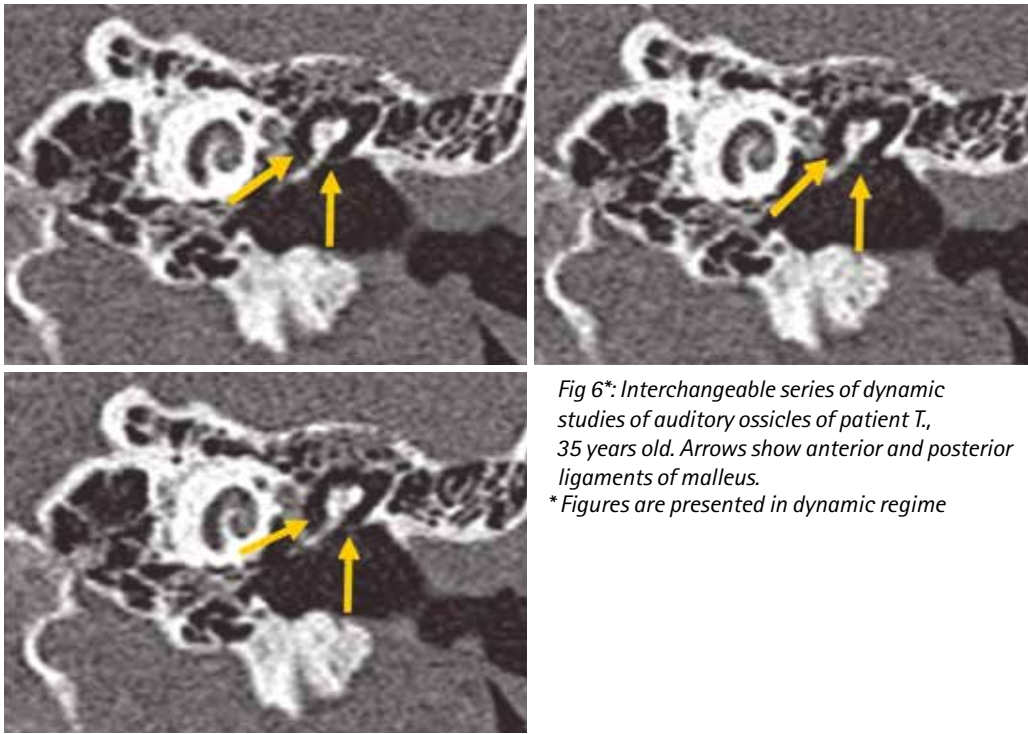 Fig 6*: Interchangeable series of dynamic
studies of auditory ossicles of patient T.,
35 years old. Arrows show anterior and posterior
ligaments of malleus.
* Figures are presented in dynamic regime